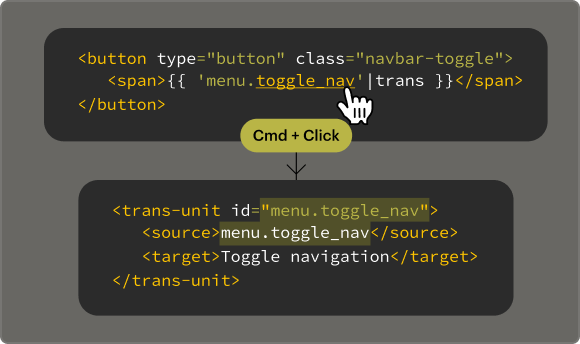 <button type="button" class="navbar-toggle">
<span>{{ 'menu.toggle_nav'|trans }}</span>
</button>
Cmd + Click
<trans-unit id="menu.toggle_nav">
<source>menu.toggle_nav</source>
<target>Toggle navigation</target>
</trans-unit>